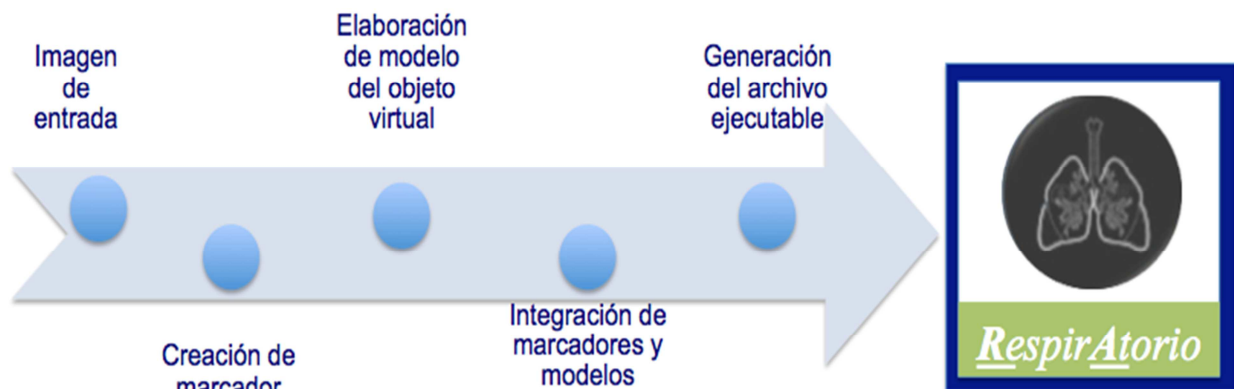 Imagen
de
entrada
Creación de
marcador
Elaboración
de modelo
del objeto
virtual
Integración de
marcadores y
modelos
Generación
del archivo
ejecutable
RespirAtorio